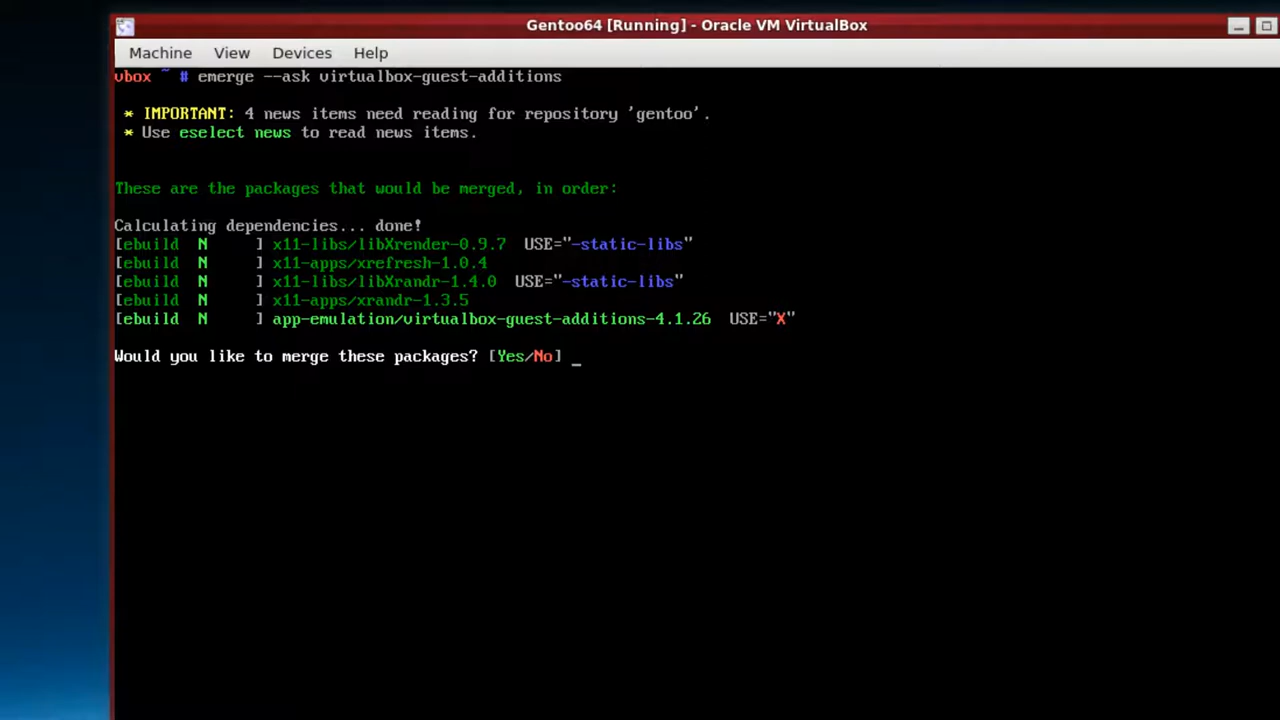 Gentoo64 [Running] - Oracle VM VirtualBox
Machine View Devices Help
vbox ~ # emerge --ask virtualbox-guest-additions
* IMPORTANT: 4 news items need reading for repository 'gentoo'.
* Use eselect news to read news items.
These are the packages that would be merged, in order:
Calculating dependencies... done!
[ebuild  N     ] x11-libs/libXrender-0.9.7  USE="-static-libs"
[ebuild  N     ] x11-apps/xrefresh-1.0.4
[ebuild  N     ] x11-libs/libXrandr-1.4.0  USE="-static-libs"
[ebuild  N     ] x11-apps/xrandr-1.3.5
[ebuild  N     ] app-emulation/virtualbox-guest-additions-4.1.26  USE="X"
Would you like to merge these packages? [Yes/No] _